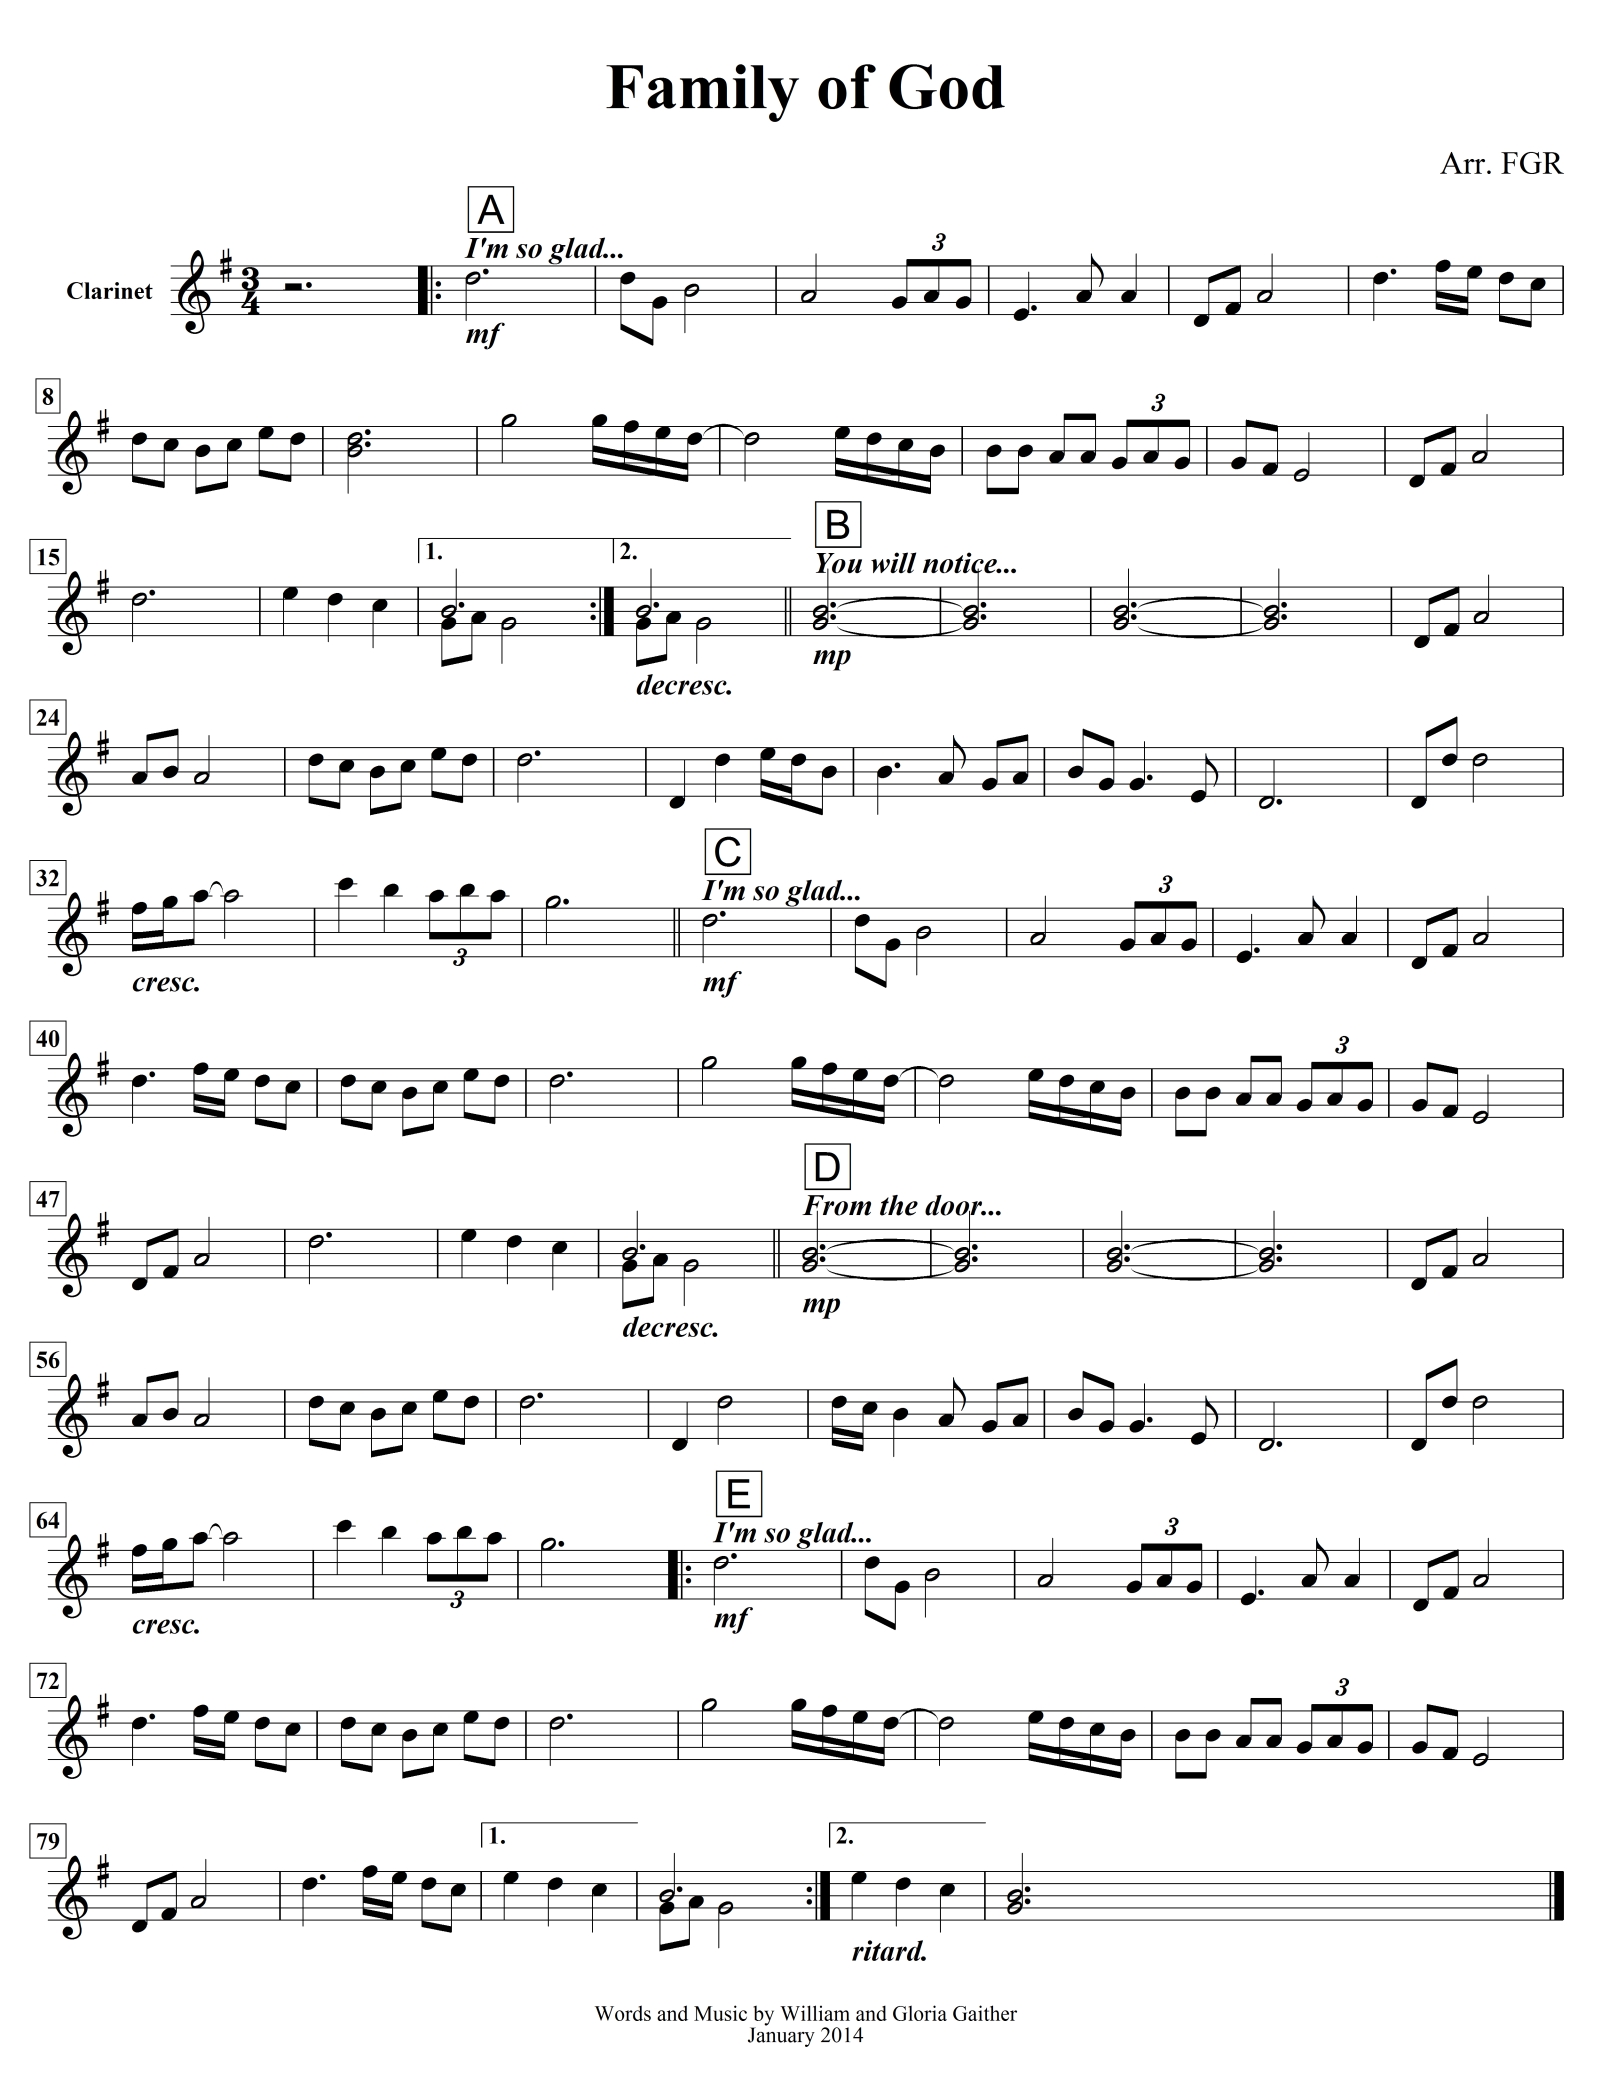 Family of God
Arr. FGR
A
I'm so glad...
3
Clarinet
3
4
mf
8
3
B
15
1.
2.
You will notice...
mp
decresc.
24
C
32
I'm so glad...
3
3
cresc.
mf
40
3
D
47
From the door...
mp
decresc.
56
E
64
I'm so glad...
3
3
cresc.
mf
72
3
79
1.
2.
ritard.
Words and Music by William and Gloria Gaither
January 2014